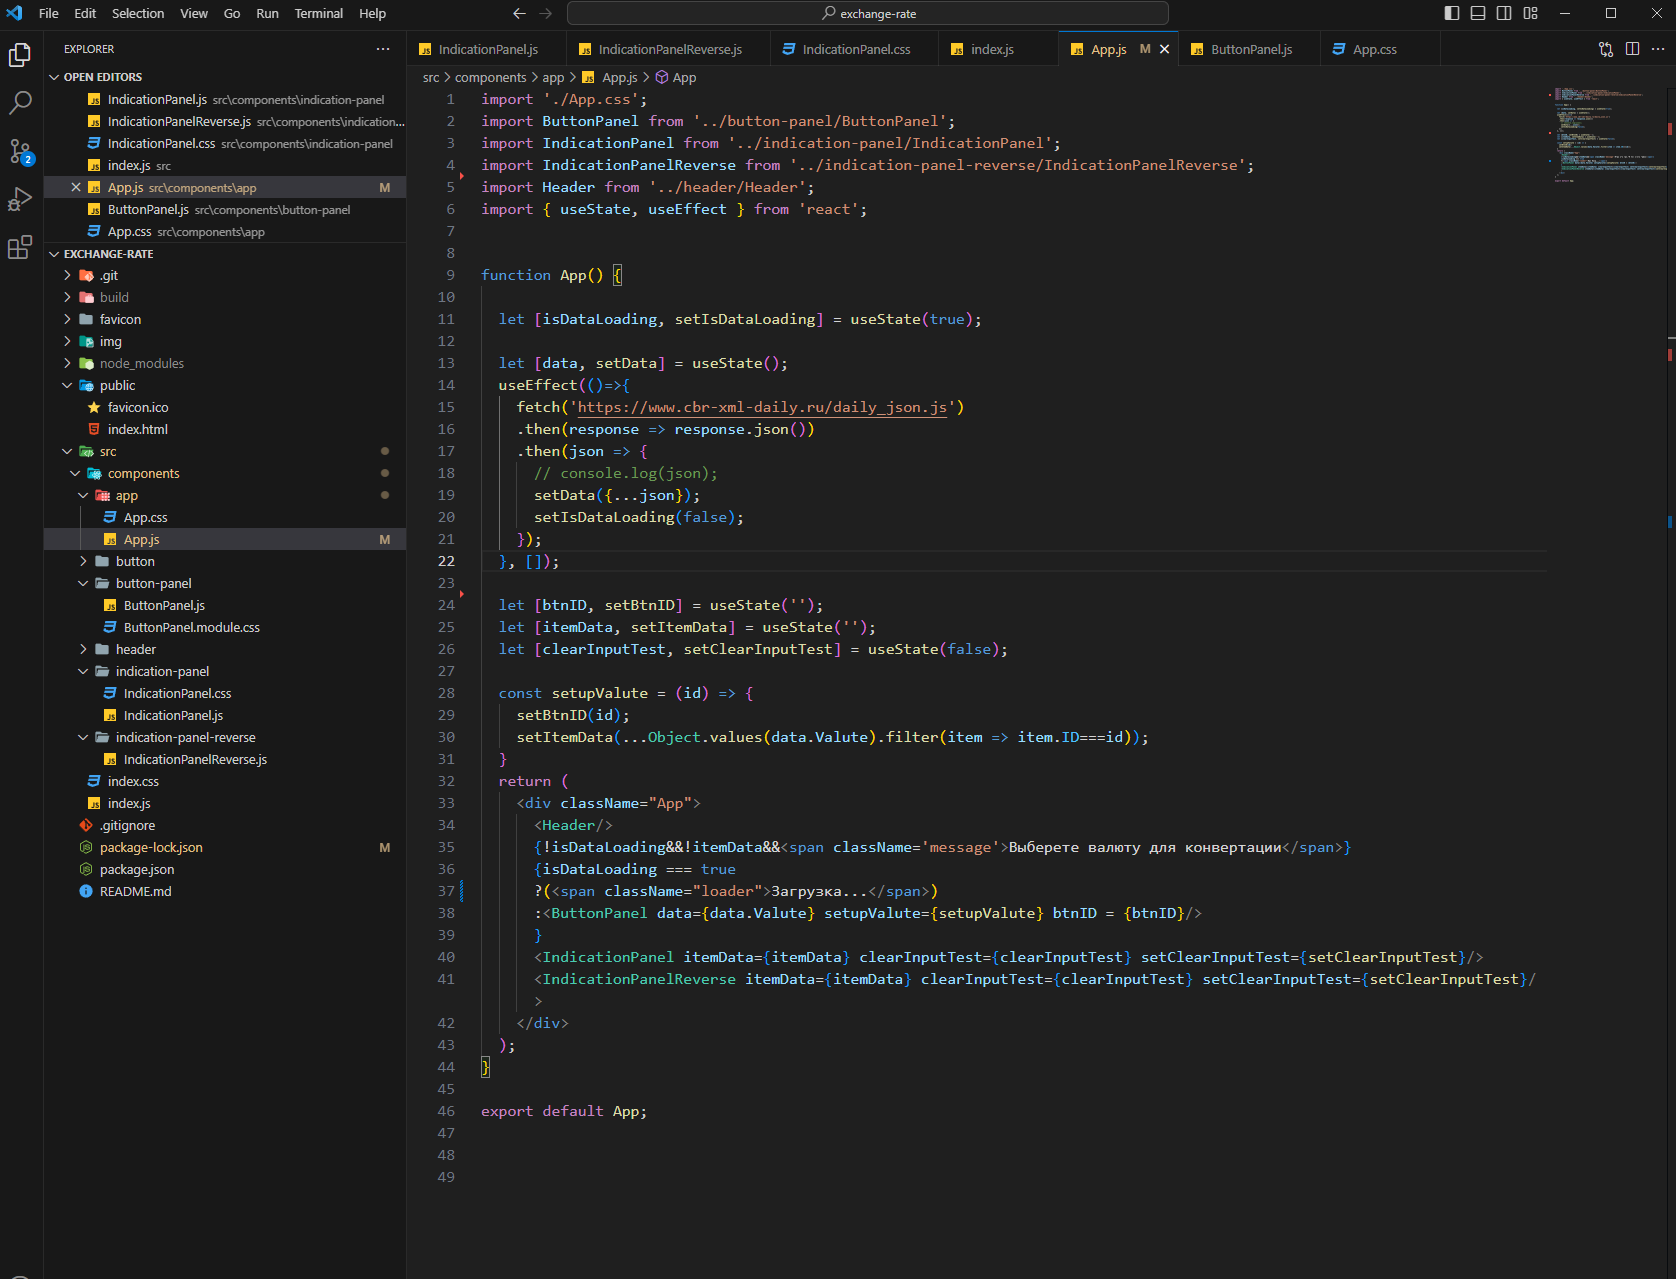 File Edit Selection View Go Run Terminal Help
exchange-rate
EXPLORER
OPEN EDITORS
IndicationPanel.js src\components\indication-panel
IndicationPanelReverse.js src\components\indication...
IndicationPanel.css src\components\indication-panel
index.js src
App.js src\components\app M
ButtonPanel.js src\components\button-panel
App.css src\components\app
EXCHANGE-RATE
.git
build
favicon
img
node_modules
public
favicon.ico
index.html
src
components
app
App.css
App.js M
button
button-panel
ButtonPanel.js
ButtonPanel.module.css
header
indication-panel
IndicationPanel.css
IndicationPanel.js
indication-panel-reverse
IndicationPanelReverse.js
index.css
index.js
.gitignore
package-lock.json M
package.json
README.md
2
IndicationPanel.js IndicationPanelReverse.js IndicationPanel.css index.js App.js M ButtonPanel.js App.css
src > components > app > App.js > App
1 import './App.css';
2 import ButtonPanel from '../button-panel/ButtonPanel';
3 import IndicationPanel from '../indication-panel/IndicationPanel';
4 import IndicationPanelReverse from '../indication-panel-reverse/IndicationPanelReverse';
5 import Header from '../header/Header';
6 import { useState, useEffect } from 'react';
7
8
9 function App() {
10
11 let [isDataLoading, setIsDataLoading] = useState(true);
12
13 let [data, setData] = useState();
14 useEffect(()=>{
15 fetch('https://www.cbr-xml-daily.ru/daily_json.js')
16 .then(response => response.json())
17 .then(json => {
18 // console.log(json);
19 setData({...json});
20 setIsDataLoading(false);
21 });
22 }, []);
23
24 let [btnID, setBtnID] = useState('');
25 let [itemData, setItemData] = useState('');
26 let [clearInputTest, setClearInputTest] = useState(false);
27
28 const setupValute = (id) => {
29 setBtnID(id);
30 setItemData(...Object.values(data.Valute).filter(item => item.ID===id));
31 }
32 return (
33 <div className="App">
34 <Header/>
35 {!isDataLoading&&!itemData&&<span className='message'>Выберете валюту для конвертации</span>}
36 {isDataLoading === true
37 ?(<span className="loader">Загрузка...</span>)
38 :<ButtonPanel data={data.Valute} setupValute={setupValute} btnID = {btnID}/>
39 }
40 <IndicationPanel itemData={itemData} clearInputTest={clearInputTest} setClearInputTest={setClearInputTest}/>
41 <IndicationPanelReverse itemData={itemData} clearInputTest={clearInputTest} setClearInputTest={setClearInputTest}/
>
42 </div>
43 );
44 }
45
46 export default App;
47
48
49